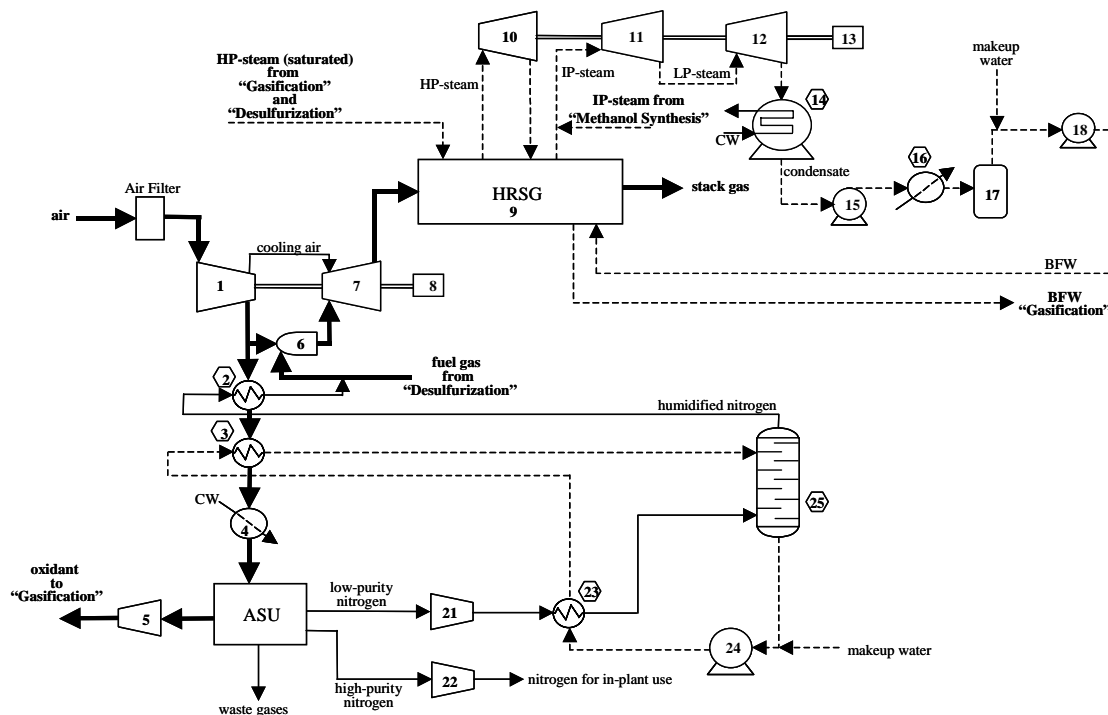 10
11
12
13
HP-steam (saturated)
from
“Gasification”
and
“Desulfurization”
HP-steam
IP-steam
LP-steam
makeup
water
IP-steam from
“Methanol Synthesis”
14
CW
18
16
condensate
Air Filter
air
HRSG
9
stack gas
15
17
cooling air
1
7
8
BFW
BFW
“Gasification”
6
fuel gas
from
“Desulfurization”
2
humidified nitrogen
3
CW
4
25
oxidant
to
“Gasification”
5
ASU
low-purity
nitrogen
21
23
24
makeup water
high-purity
nitrogen
22
nitrogen for in-plant use
waste gases